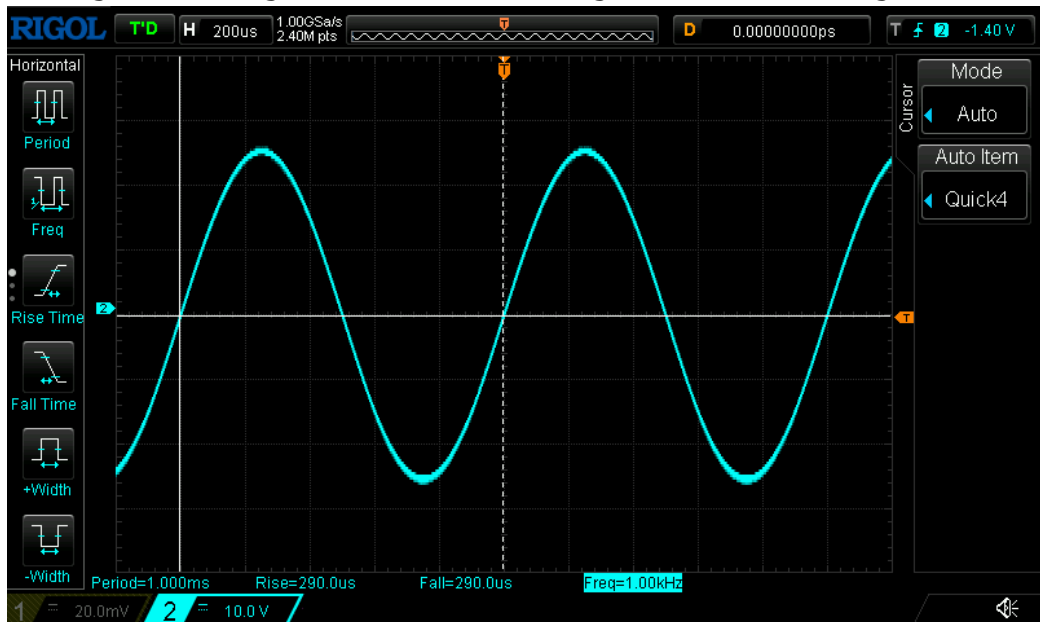 RIGOL T'D H 200us 1.00GSa/s 2.40M pts T D 0.00000000ps T 2 -1.40 V
Horizontal
Period
1/
Freq
Rise Time
Fall Time
+Width
-Width
T
2
T
Cursor
Mode
Auto
Auto Item
Quick4
Period=1.000ms Rise=290.0us Fall=290.0us Freq=1.00kHz
1 20.0mV 2 10.0 V